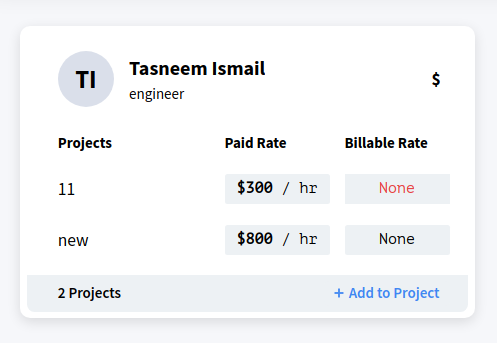 TI
Tasneem Ismail
engineer
$
Projects Paid Rate Billable Rate
11 $300 / hr None
new $800 / hr None
2 Projects + Add to Project